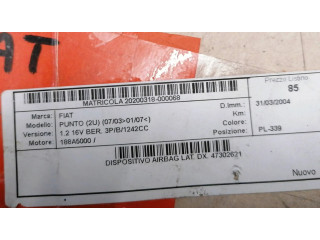 AT
MATRICOLA 20200318-000068
Prezzo Listino
85
Marca: FIAT
D.Imm.: 31/03/2004
Modello: PUNTO (2U) (07/03>01/07<)
Km:
Versione: 1.2 16V BER. 3P/B/1242CC
Colore:
Motore: 188A5000 /
Posizione: PL-339
DISPOSITIVO AIRBAG LAT. DX. 47302621
Nuovo